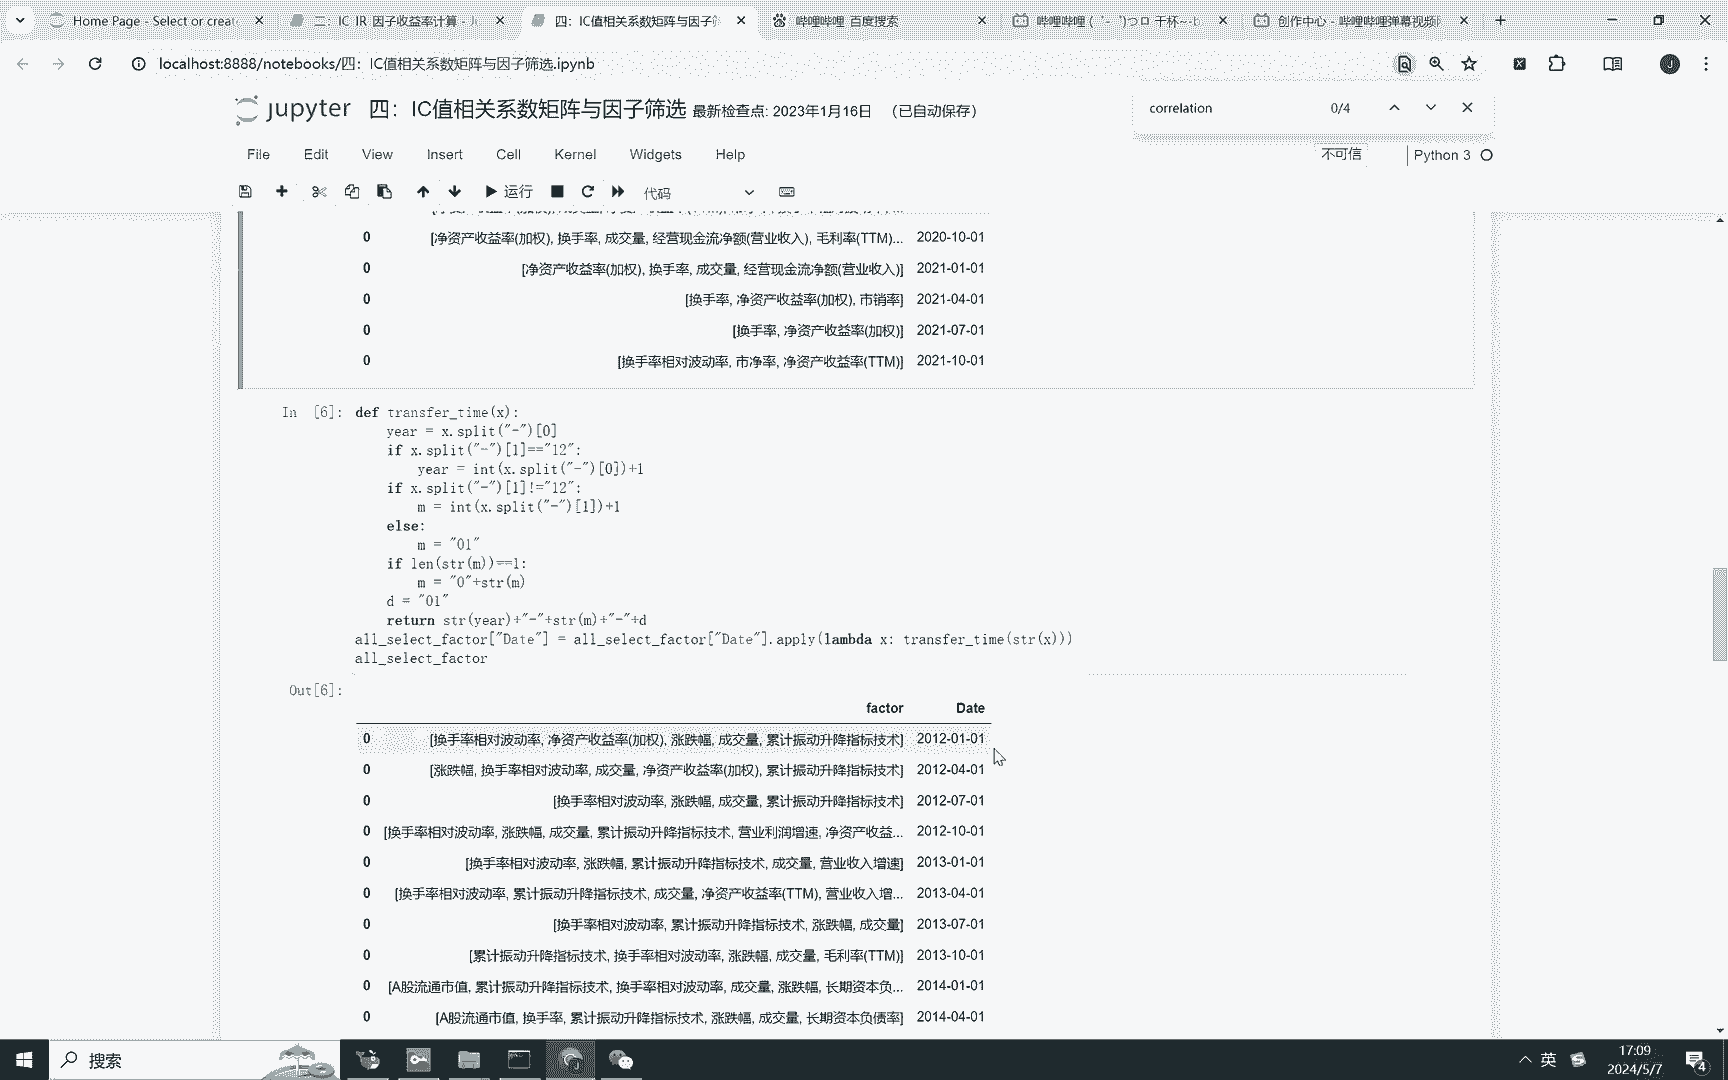 Home Page - Select or creat
三：IC_IR_因子收益率计算 - J
四：IC值相关系数矩阵与因子
哔哩哔哩_百度搜索
哔哩哔哩 (゜-゜)つロ 干杯~-b
创作中心 - 哔哩哔哩弹幕视频
localhost:8888/notebooks/四：IC值相关系数矩阵与因子筛选.ipynb
correlation 0/4
jupyter 四：IC值相关系数矩阵与因子筛选 最新检查点: 2023年1月16日 (已自动保存)
File Edit View Insert Cell Kernel Widgets Help 不可信 Python 3
运行 代码
0 [净资产收益率(加权), 换手率, 成交量, 经营现金流净额(营业收入), 毛利率(TTM)... 2020-10-01
0 [净资产收益率(加权), 换手率, 成交量, 经营现金流净额(营业收入)] 2021-01-01
0 [换手率, 净资产收益率(加权), 市销率] 2021-04-01
0 [换手率, 净资产收益率(加权)] 2021-07-01
0 [换手率相对波动率, 市净率, 净资产收益率(TTM)] 2021-10-01
In [6]: def transfer_time(x):
year = x.split("-")[0]
if x.split("-")[1]=="12":
year = int(x.split("-")[0])+1
if x.split("-")[1]!="12":
m = int(x.split("-")[1])+1
else:
m = "01"
if len(str(m))==1:
m = "0"+str(m)
d = "01"
return str(year)+"-"+str(m)+"-"+d
all_select_factor["Date"] = all_select_factor["Date"].apply(lambda x: transfer_time(str(x)))
all_select_factor
Out[6]:
factor Date
0 [换手率相对波动率, 净资产收益率(加权), 涨跌幅, 成交量, 累计振动升降指标技术] 2012-01-01
0 [涨跌幅, 换手率相对波动率, 成交量, 净资产收益率(加权), 累计振动升降指标技术] 2012-04-01
0 [换手率相对波动率, 涨跌幅, 成交量, 累计振动升降指标技术] 2012-07-01
0 [换手率相对波动率, 涨跌幅, 成交量, 累计振动升降指标技术, 营业利润增速, 净资产收益... 2012-10-01
0 [换手率相对波动率, 涨跌幅, 累计振动升降指标技术, 成交量, 营业收入增速] 2013-01-01
0 [换手率相对波动率, 累计振动升降指标技术, 成交量, 净资产收益率(TTM), 营业收入增... 2013-04-01
0 [换手率相对波动率, 累计振动升降指标技术, 涨跌幅, 成交量] 2013-07-01
0 [累计振动升降指标技术, 换手率相对波动率, 涨跌幅, 成交量, 毛利率(TTM)] 2013-10-01
0 [A股流通市值, 累计振动升降指标技术, 换手率相对波动率, 成交量, 涨跌幅, 长期资本负... 2014-01-01
0 [A股流通市值, 换手率, 累计振动升降指标技术, 涨跌幅, 成交量, 长期资本负债率] 2014-04-01
搜索
英
17:09
2024/5/7
4